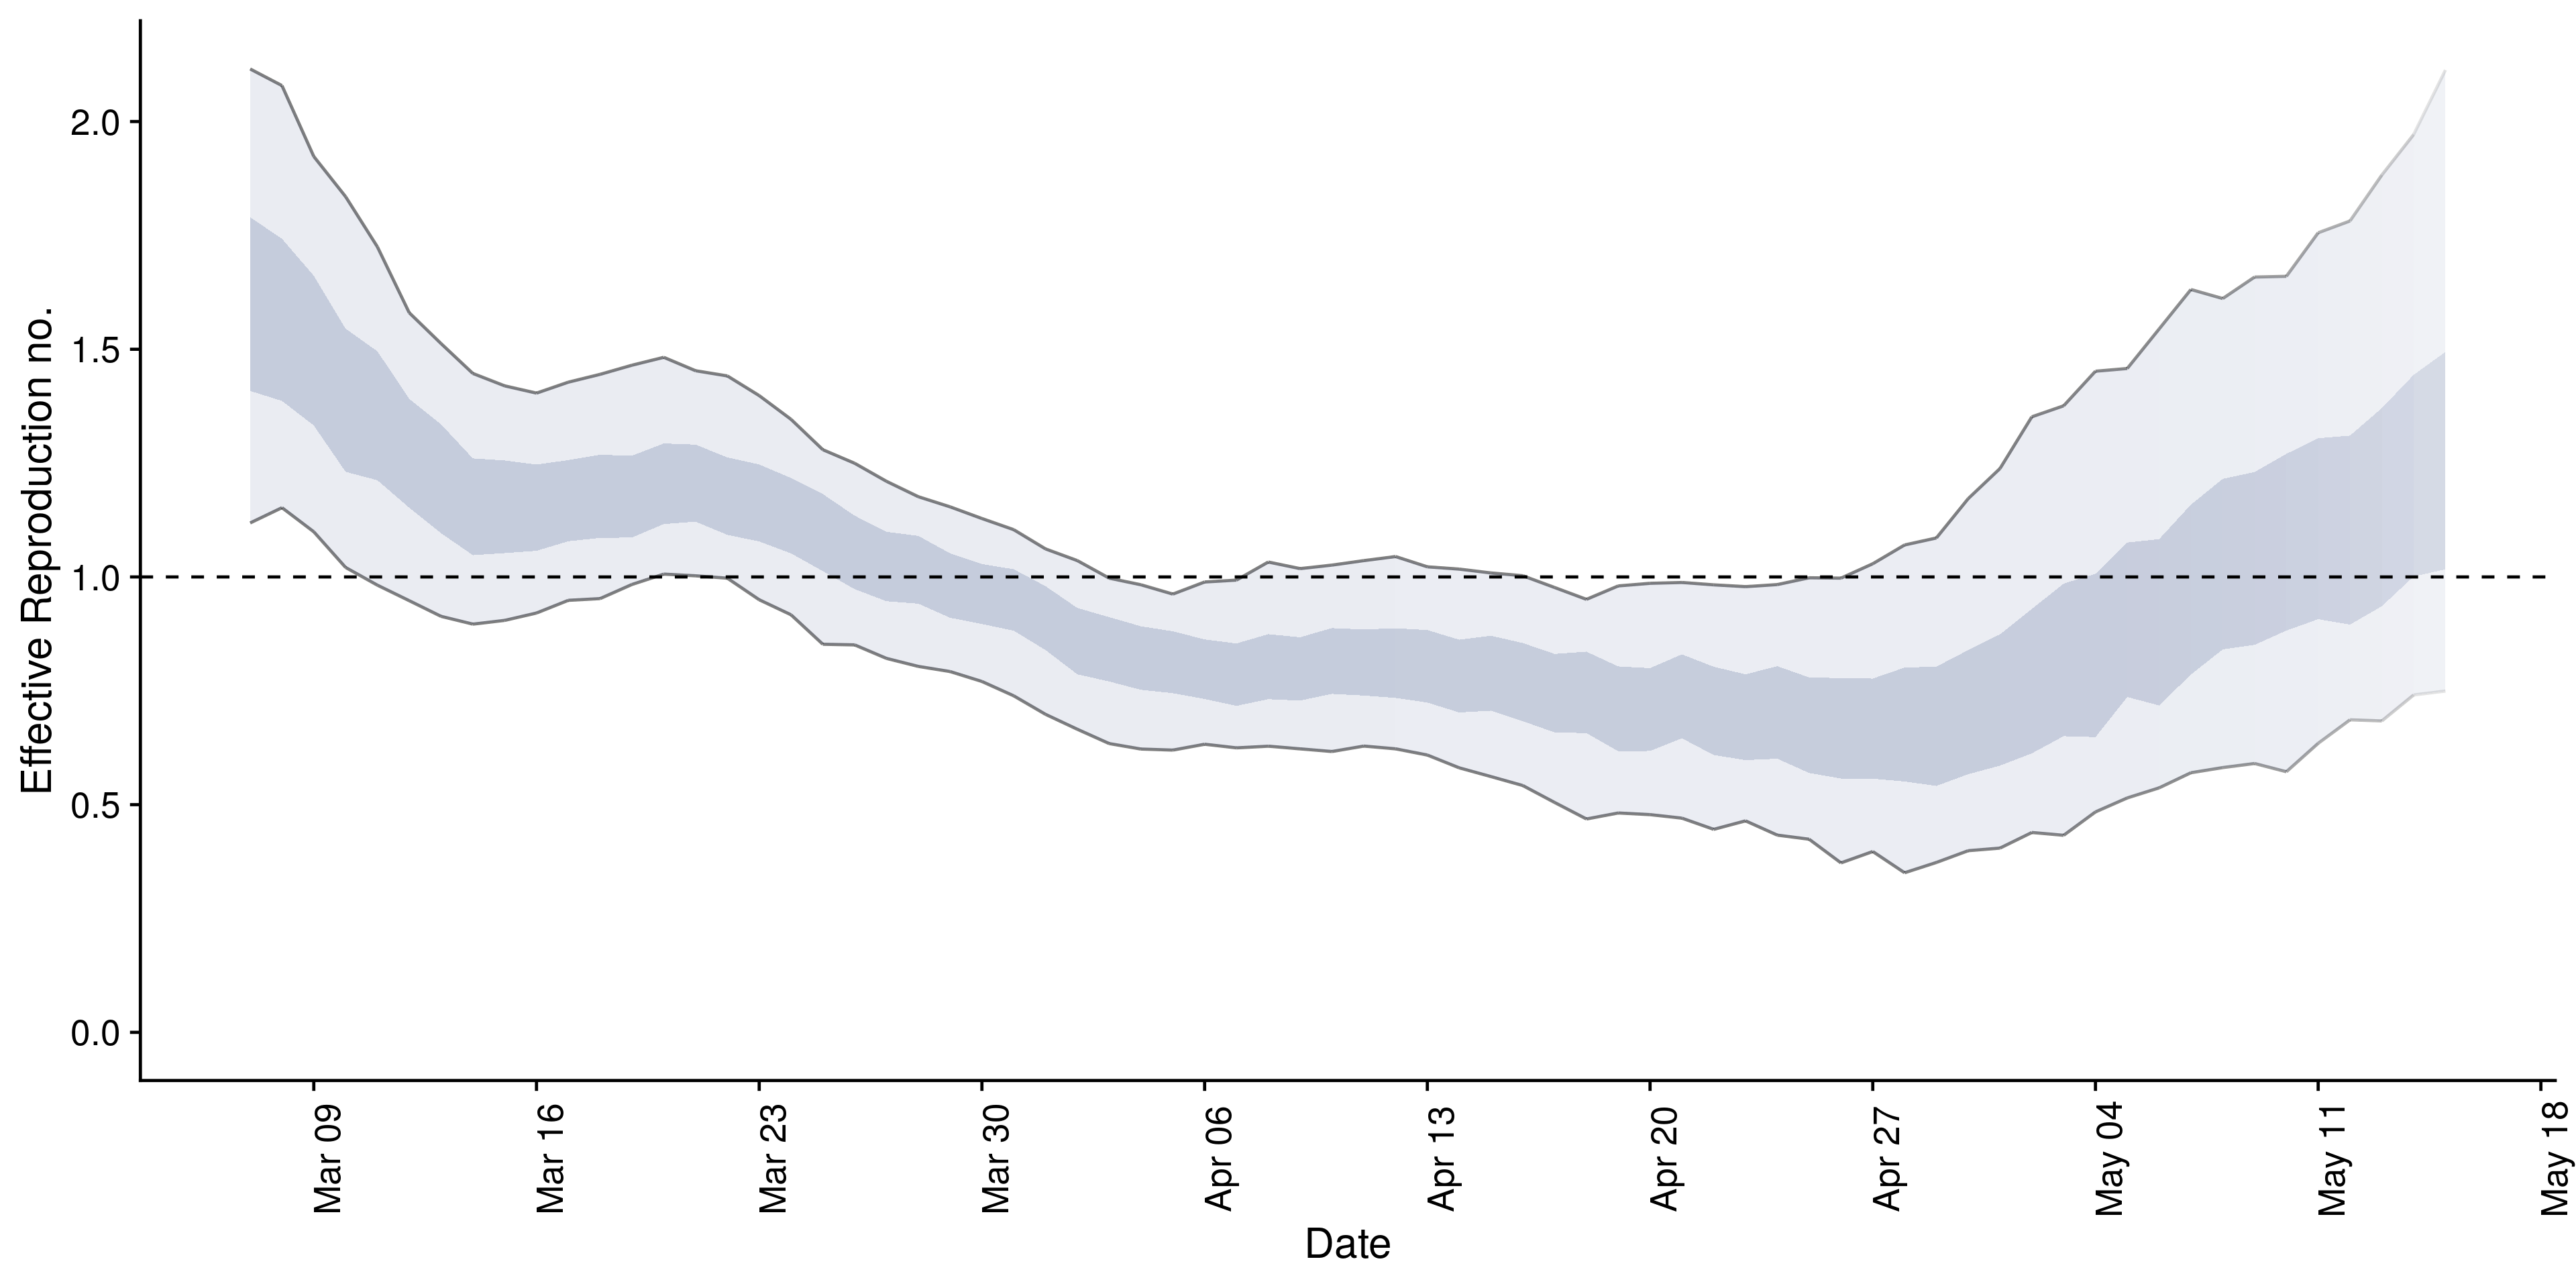 Effective Reproduction no.
2.0
1.5
1.0
0.5
0.0
Mar 09
Mar 16
Mar 23
Mar 30
Apr 06
Apr 13
Apr 20
Apr 27
May 04
May 11
May 18
Date